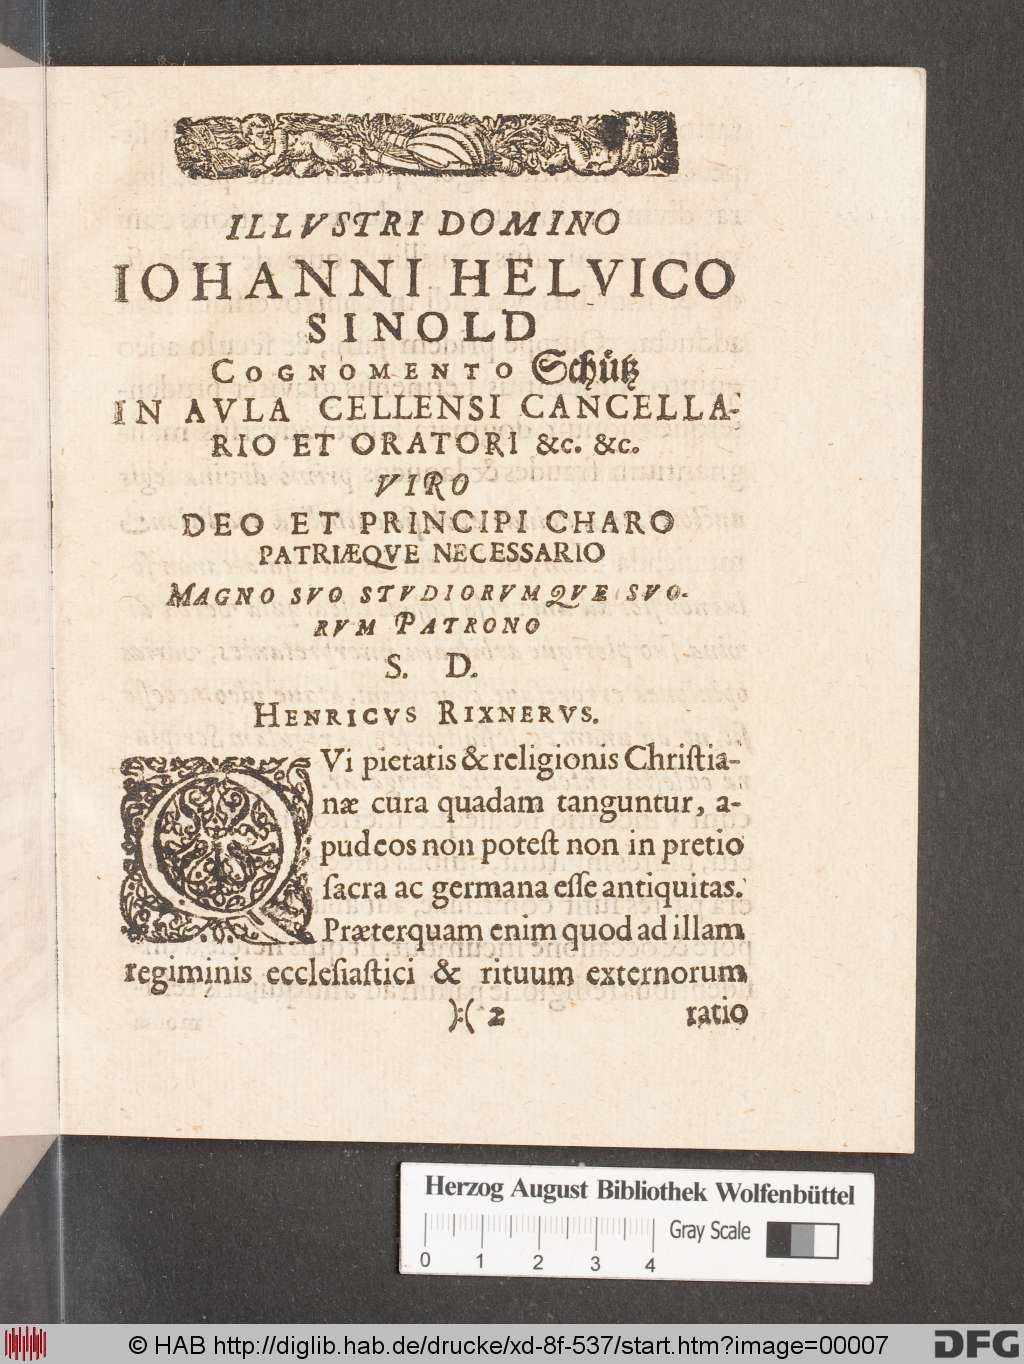 ILLVSTRI DOMINO
IOHANNI HELVICO
SINOLD
COGNOMENTO Schuͤtz
IN AVLA CELLENSI CANCELLA-
RIO ET ORATORI &c. &c.
VIRO
DEO ET PRINCIPI CHARO
PATRIÆQVE NECESSARIO
MAGNO SVO STVDIORVMQVE SVO-
RVM PATRONO
S. D.
HENRICVS RIXNERVS.
QVi pietatis & religionis Chriſtia-
næ cura quadam tanguntur, a-
pud eos non poteſt non in pretio
ſacra ac germana eſſe antiquitas.
Præterquam enim quod ad illam
regiminis eccleſiaſtici & rituum externorum
):( 2 ratio
Herzog August Bibliothek Wolfenbüttel
Gray Scale
0 1 2 3 4
© HAB http://diglib.hab.de/drucke/xd-8f-537/start.htm?image=00007
DFG